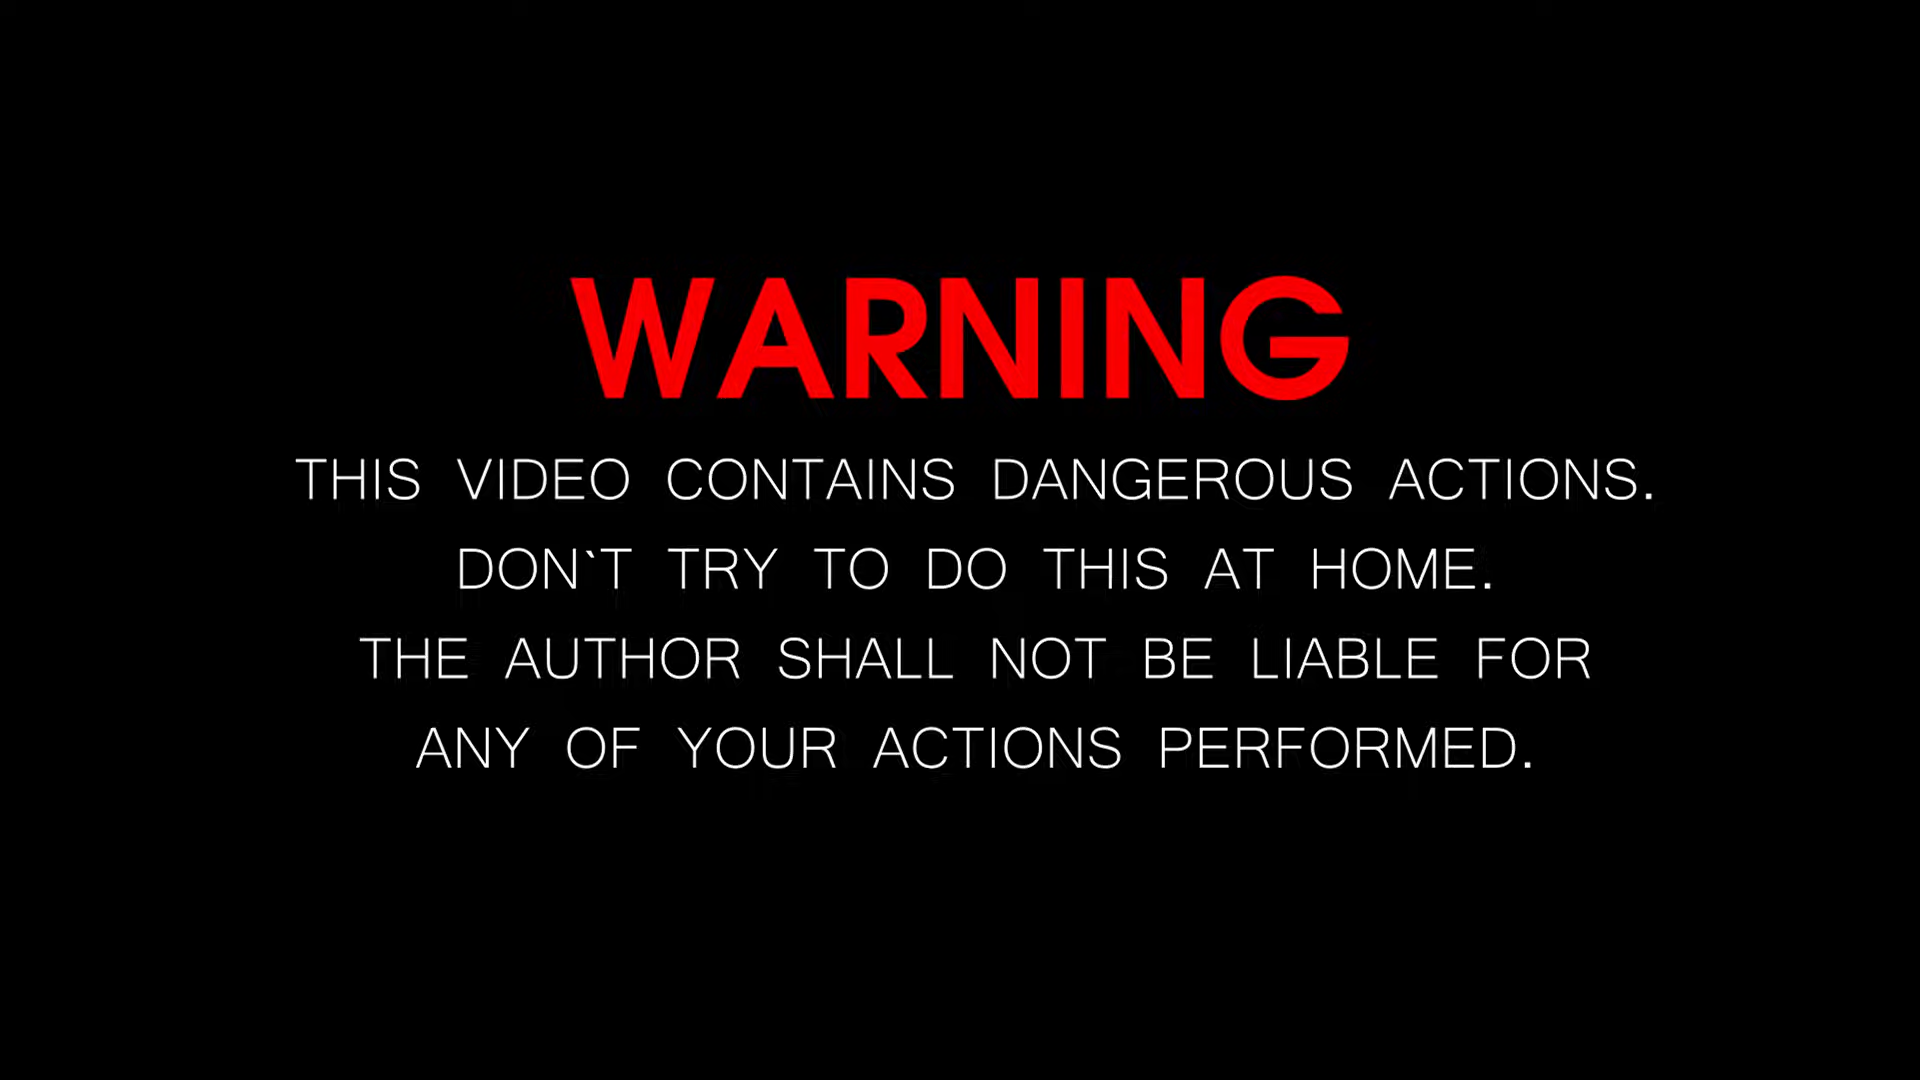 WARNING
THIS VIDEO CONTAINS DANGEROUS ACTIONS.
DON`T TRY TO DO THIS AT HOME.
THE AUTHOR SHALL NOT BE LIABLE FOR
ANY OF YOUR ACTIONS PERFORMED.